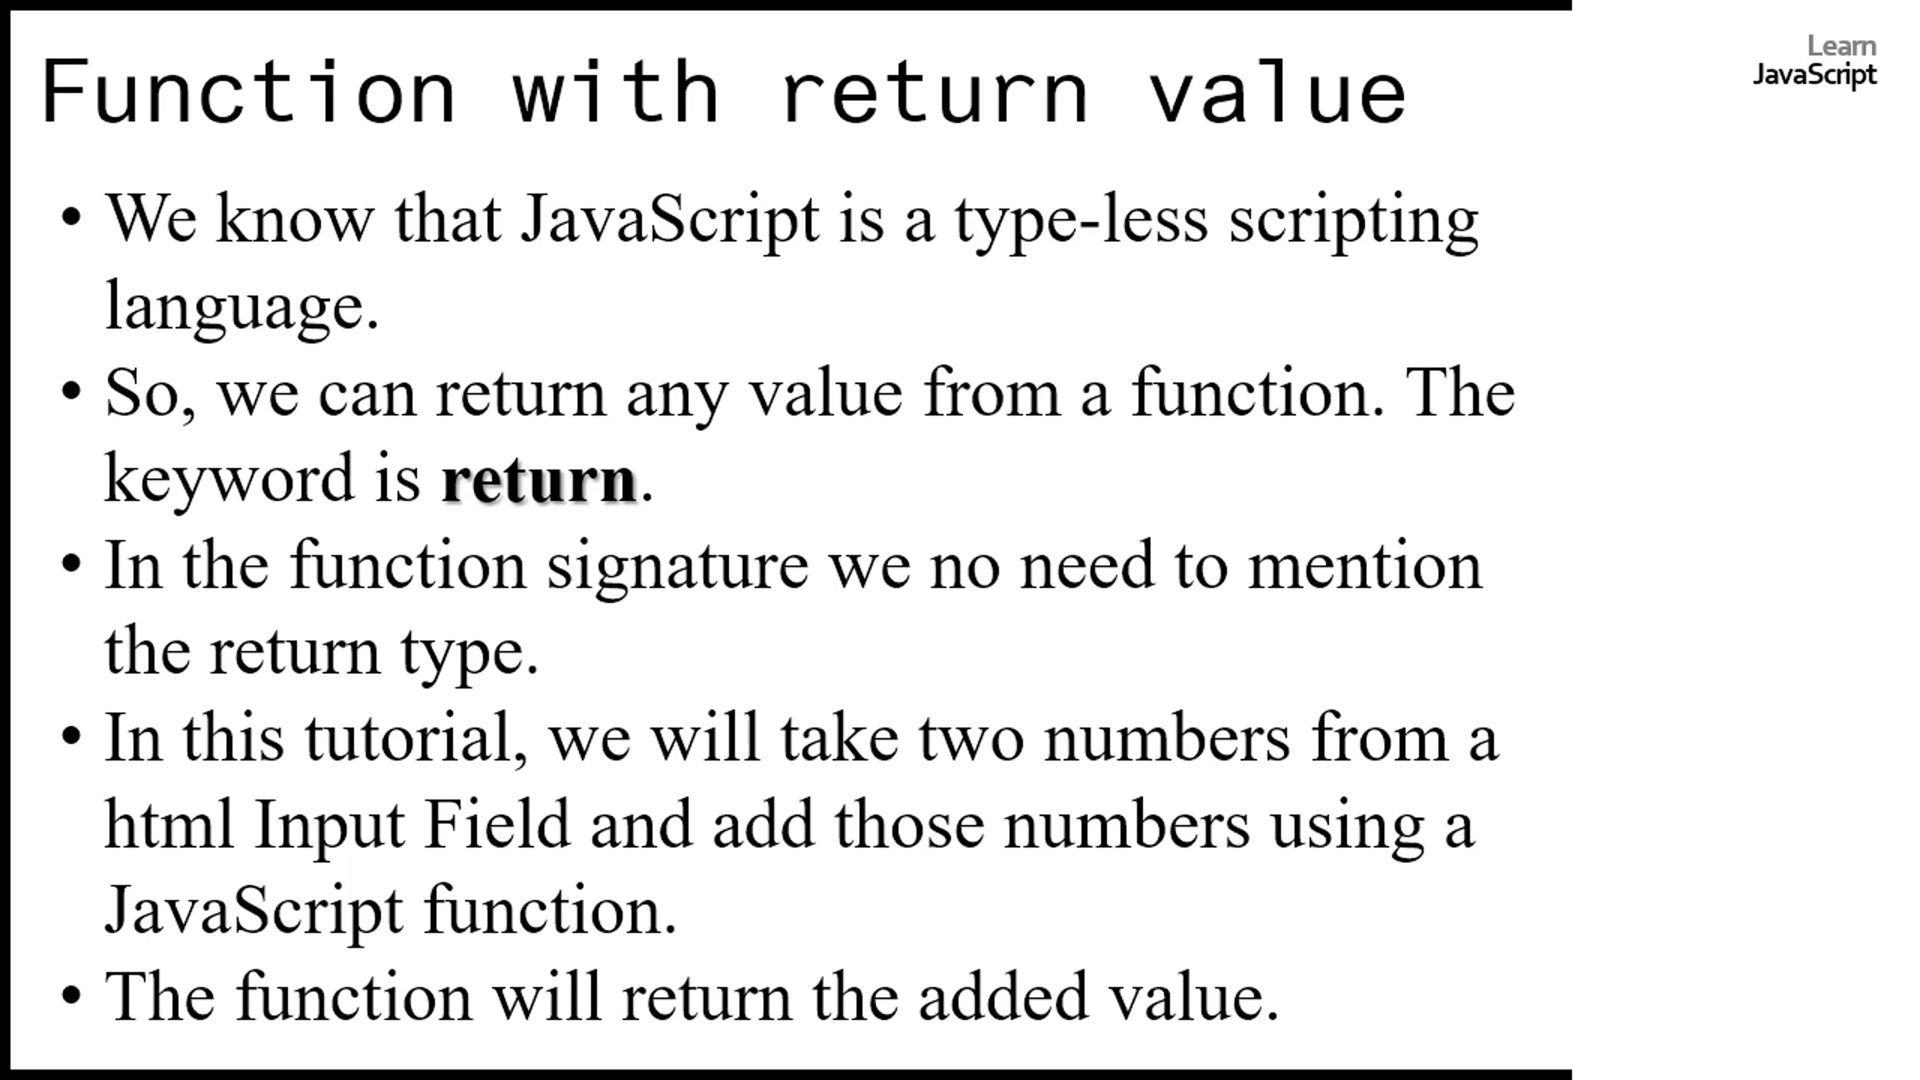 Function with return value
Learn
JavaScript
• We know that JavaScript is a type-less scripting
language.
• So, we can return any value from a function. The
keyword is return.
• In the function signature we no need to mention
the return type.
• In this tutorial, we will take two numbers from a
html Input Field and add those numbers using a
JavaScript function.
• The function will return the added value.